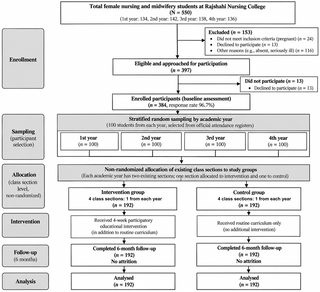 Total female nursing and midwifery students at Rajshahi Nursing College
(N = 550)
(1st year: 134, 2nd year: 142, 3rd year: 138, 4th year: 136)
Excluded (n = 153)
• Did not meet inclusion criteria (pregnant) (n = 24)
• Declined to participate (n = 13)
• Other reasons (e.g., absent, seriously ill) (n = 116)
Enrollment
Eligible and approached for participation
(n = 397)
Did not participate (n = 13)
• Declined to participate (n = 13)
Enrolled participants (baseline assessment)
(n = 384, response rate 96.7%)
Sampling
(participant
selection)
Stratified random sampling by academic year
(100 students from each year, selected from official attendance registers)
1st year
(n = 100)
2nd year
(n = 100)
3rd year
(n = 100)
4th year
(n = 100)
Allocation
(class section
level,
non-randomized)
Non-randomized allocation of existing class sections to study groups
(Each academic year has two existing sections; one section allocated to intervention and one to control)
Intervention group
4 class sections: 1 from each year
(n = 192)
Control group
4 class sections: 1 from each year
(n = 192)
Intervention
Received 4-week participatory
educational intervention
(in addition to routine curriculum)
Received routine curriculum only
(no additional intervention)
Follow-up
(6 months)
Completed 6-month follow-up
(n = 192)
No attrition
Completed 6-month follow-up
(n = 192)
No attrition
Analysis
Analysed
(n = 192)
Analysed
(n = 192)